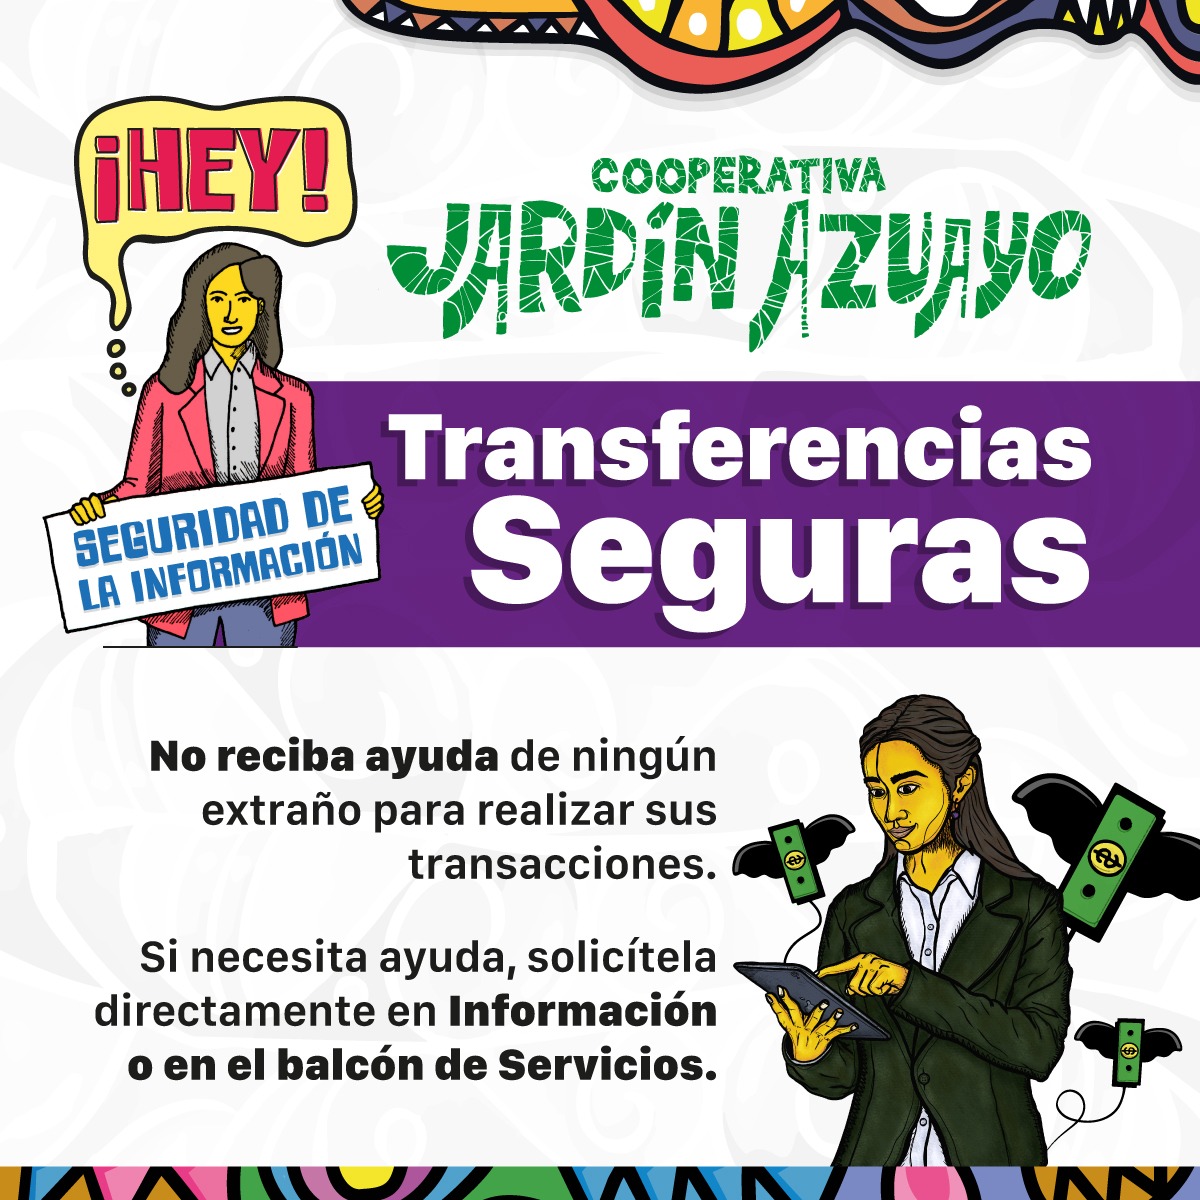 ¡HEY!
COOPERATIVA
JARDÍN AZUAYO
Transferencias
Seguras
SEGURIDAD DE
LA INFORMACIÓN
No reciba ayuda de ningún
extraño para realizar sus
transacciones.
Si necesita ayuda, solicítela
directamente en Información
o en el balcón de Servicios.